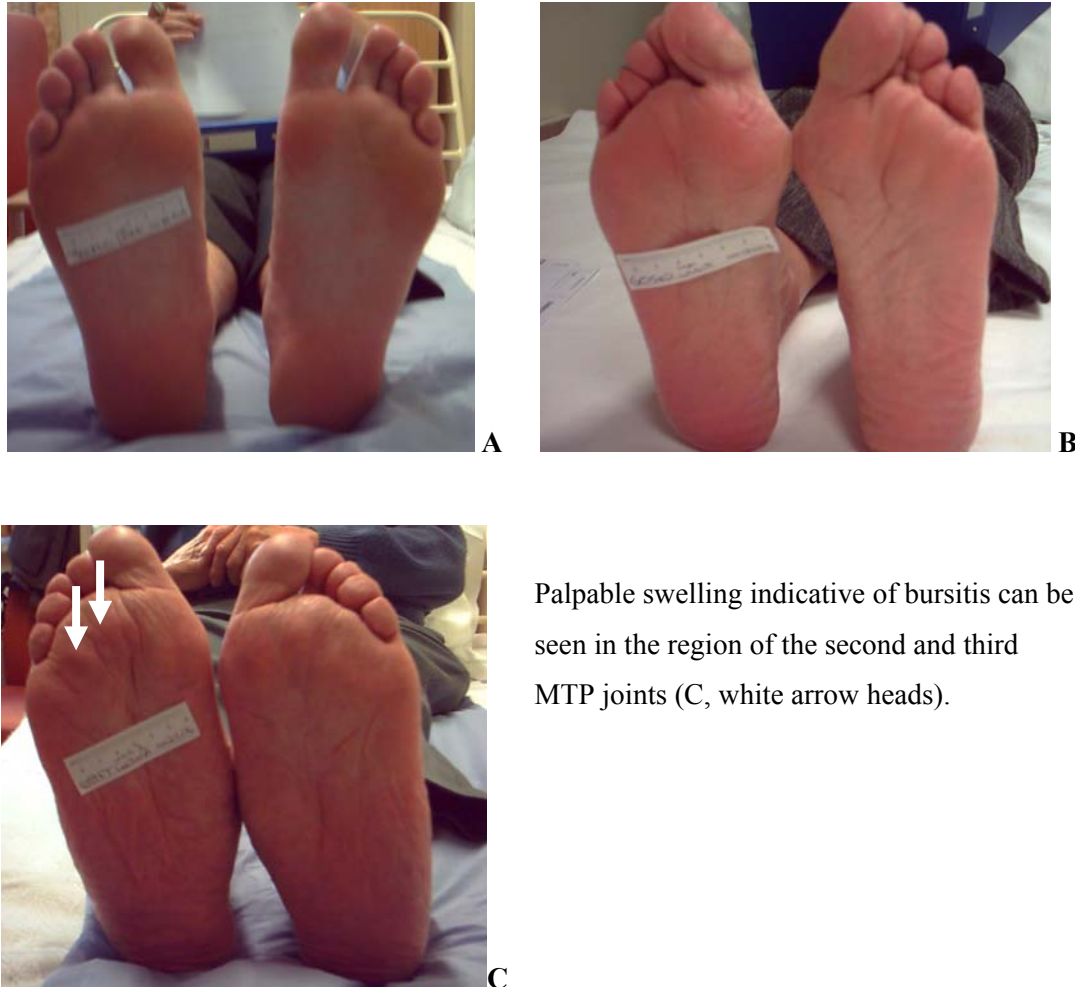 A
B
Palpable swelling indicative of bursitis can be
seen in the region of the second and third
MTP joints (C, white arrow heads).
C